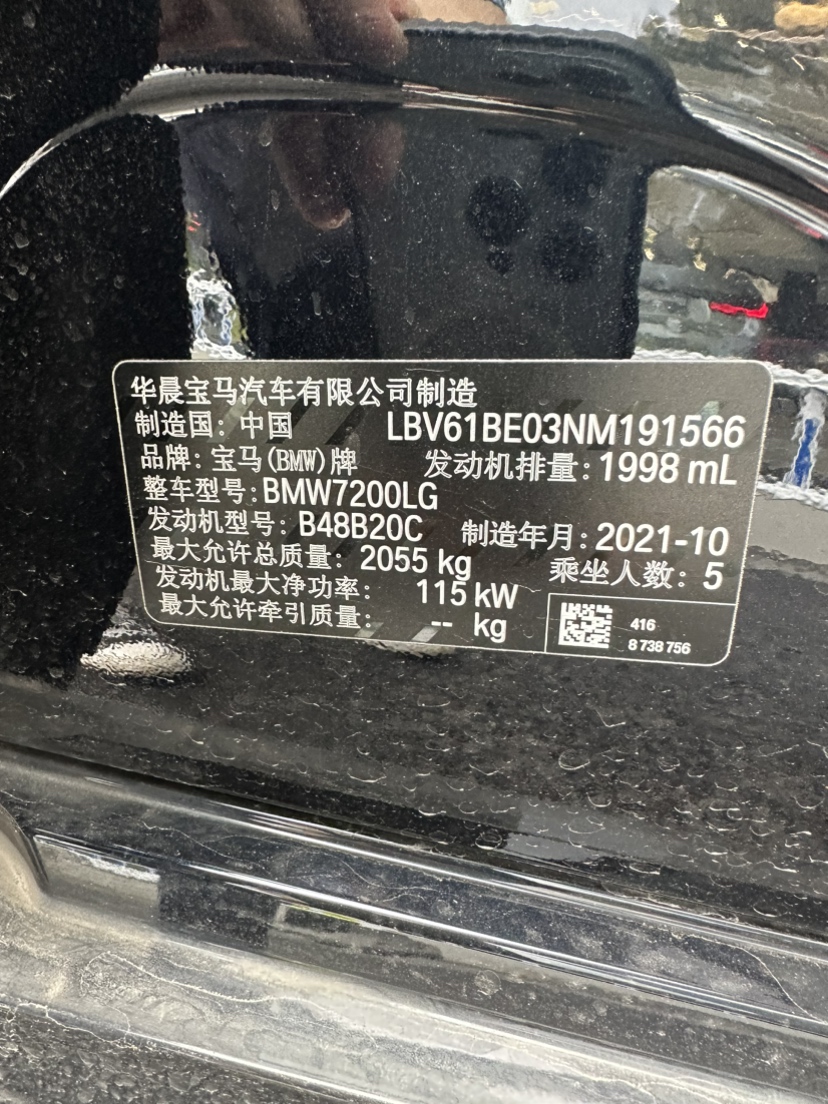 华晨宝马汽车有限公司制造
制造国：中国 LBV61BE03NM191566
品牌：宝马(BMW)牌 发动机排量：1998 mL
整车型号：BMW7200LG
发动机型号：B48B20C 制造年月：2021-10
最大允许总质量：2055 kg 乘坐人数：5
发动机最大净功率：115 kW
最大允许牵引质量：-- kg
416
8 738 756